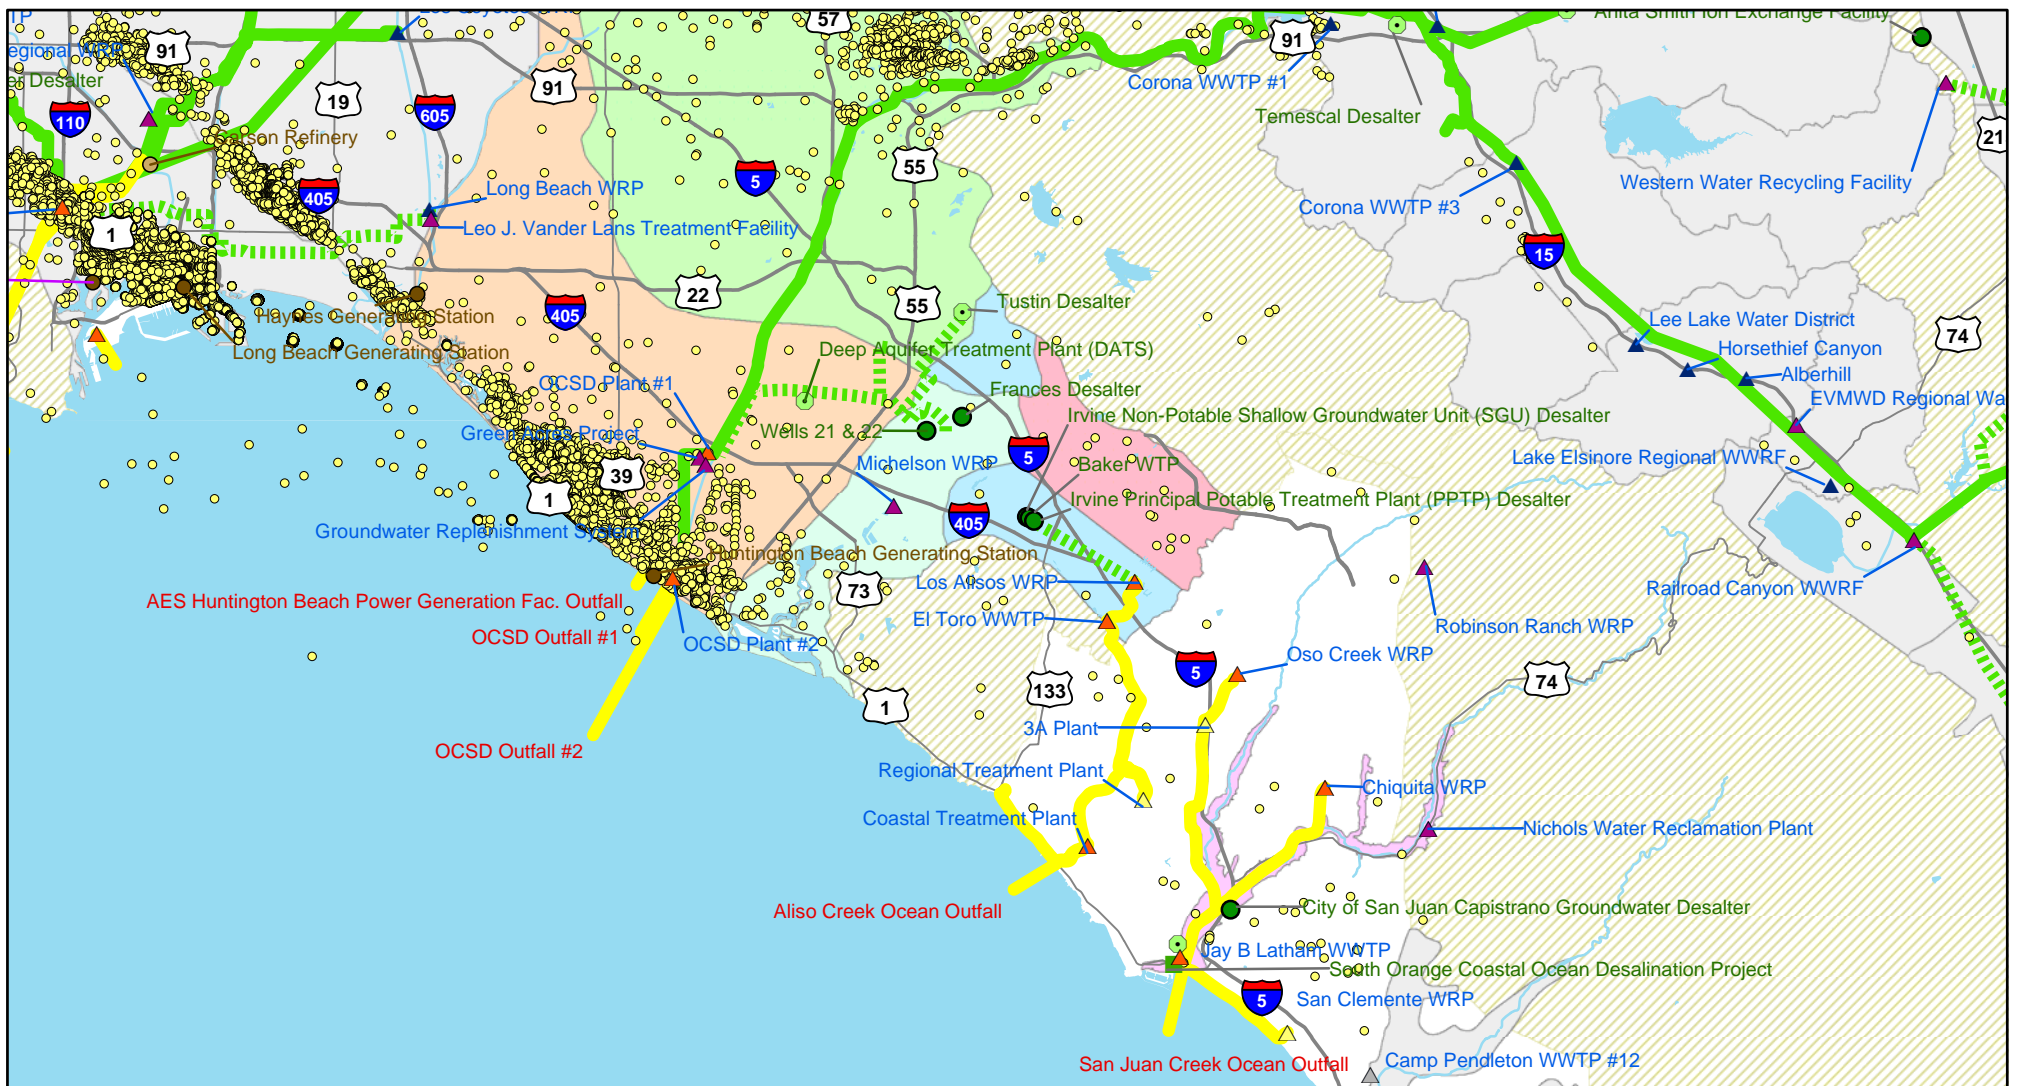 57
Anita Smith Ion Exchange Facility
91
91
egional WRP
er Desalter
Corona WWTP #1
91
19
605
110
Temescal Desalter
21
Carson Refinery
55
5
405
Long Beach WRP
Western Water Recycling Facility
Corona WWTP #3
1
Leo J. Vander Lans Treatment Facility
15
22
55
Tustin Desalter
405
Haynes Generating Station
Lee Lake Water District
74
Long Beach Generating Station
Deep Aquifer Treatment Plant (DATS)
Horsethief Canyon
OCSD Plant #1
Alberhill
Frances Desalter
EVMWD Regional Wa
Irvine Non-Potable Shallow Groundwater Unit (SGU) Desalter
Green Acres Project
Wells 21 & 22
5
Michelson WRP
Baker WTP
Lake Elsinore Regional WWRF
39
1
Irvine Principal Potable Treatment Plant (PPTP) Desalter
405
Groundwater Replenishment System
Huntington Beach Generating Station
Los Alisos WRP
73
Railroad Canyon WWRF
AES Huntington Beach Power Generation Fac. Outfall
El Toro WWTP
Robinson Ranch WRP
OCSD Outfall #1
OCSD Plant #2
Oso Creek WRP
5
74
133
1
3A Plant
OCSD Outfall #2
Regional Treatment Plant
Chiquita WRP
Coastal Treatment Plant
Nichols Water Reclamation Plant
Aliso Creek Ocean Outfall
City of San Juan Capistrano Groundwater Desalter
Jay B Latham WWTP
South Orange Coastal Ocean Desalination Project
5
San Clemente WRP
San Juan Creek Ocean Outfall
Camp Pendleton WWTP #12